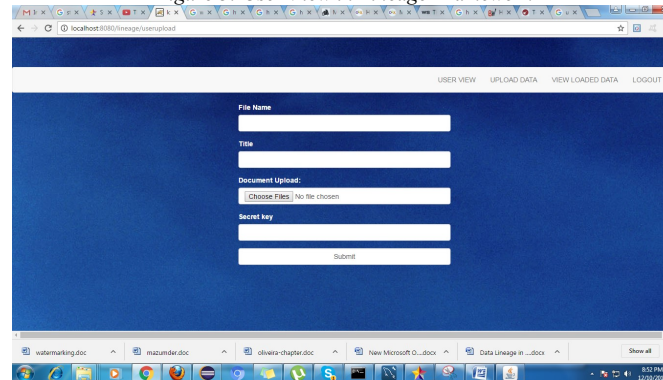 localhost:8080/lineage/userupload
USER VIEW UPLOAD DATA VIEW LOADED DATA LOGOUT
File Name
Title
Document Upload:
Choose Files No file chosen
Secret key
Submit
watermarking.doc mazumder.doc oliveira-chapter.doc New Microsoft O....docx Data Lineage in ....docx Show all
8:52 PM